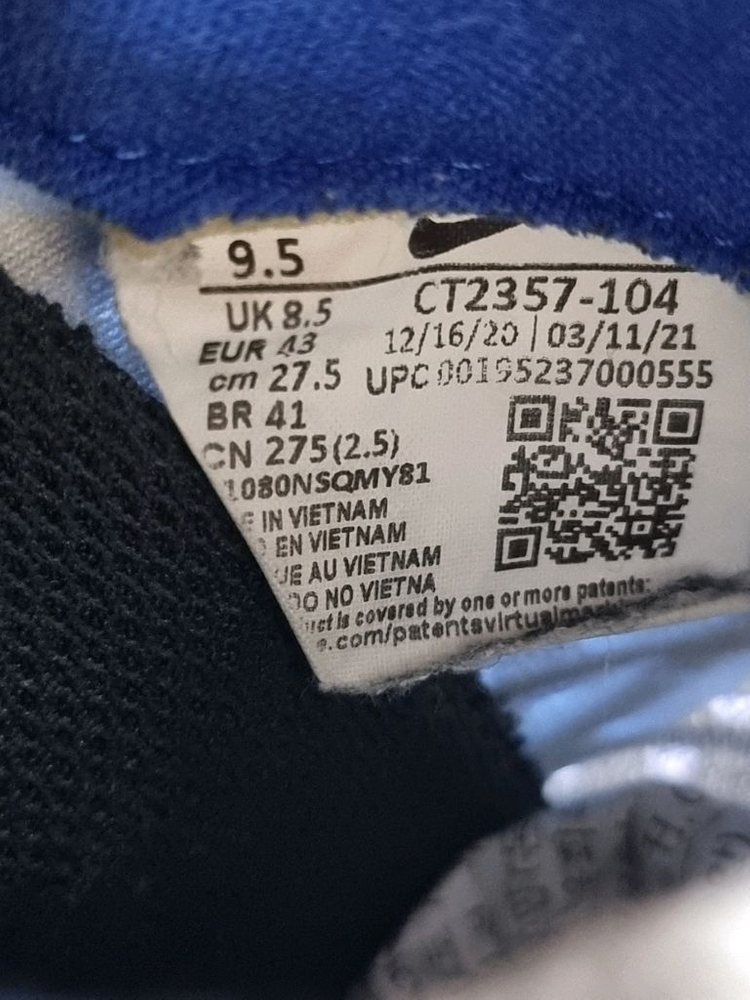 9.5
UK 8.5
EUR 43
cm 27.5
BR 41
CN 275(2.5)
1080NSQMY81
IN VIETNAM
EN VIETNAM
AU VIETNAM
NO VIETNA
is covered by one or more patents:
.com/patentsvirtualmark
CT2357-104
12/16/20 | 03/11/21
UPC 00195237000555